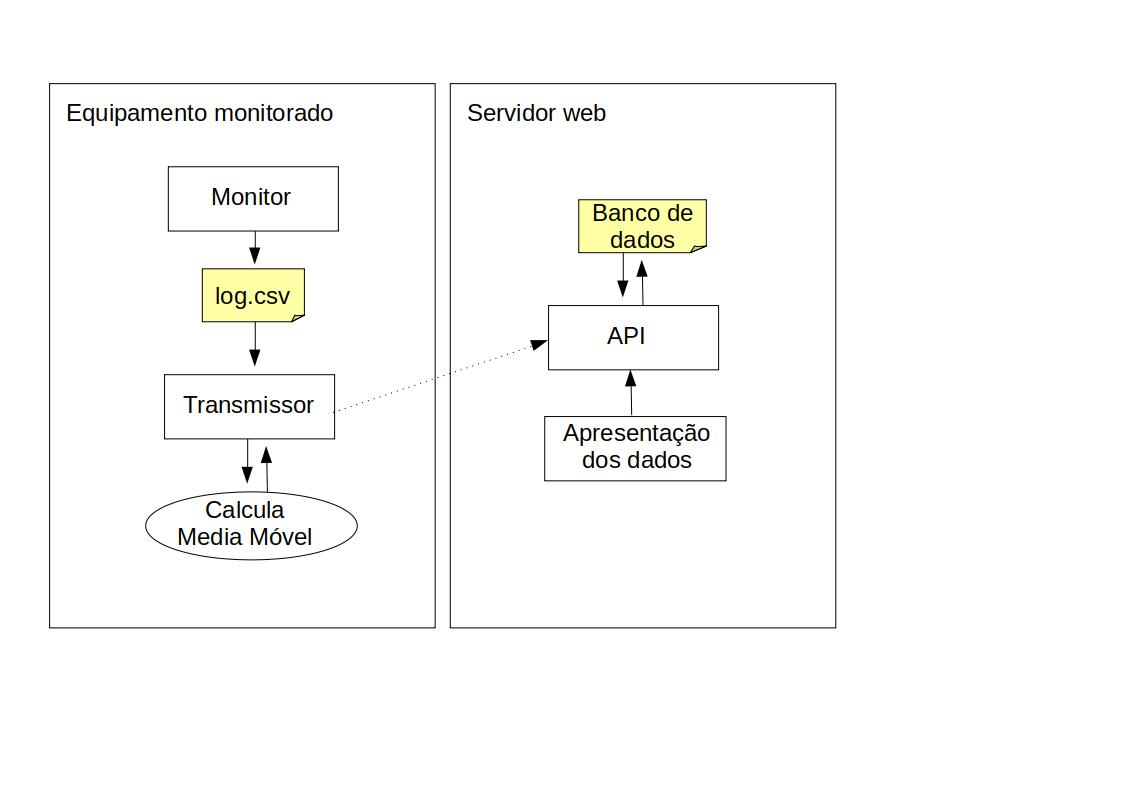 Equipamento monitorado
Monitor
log.csv
Transmissor
Calcula
Media Móvel
Servidor web
Banco de
dados
API
Apresentação
dos dados